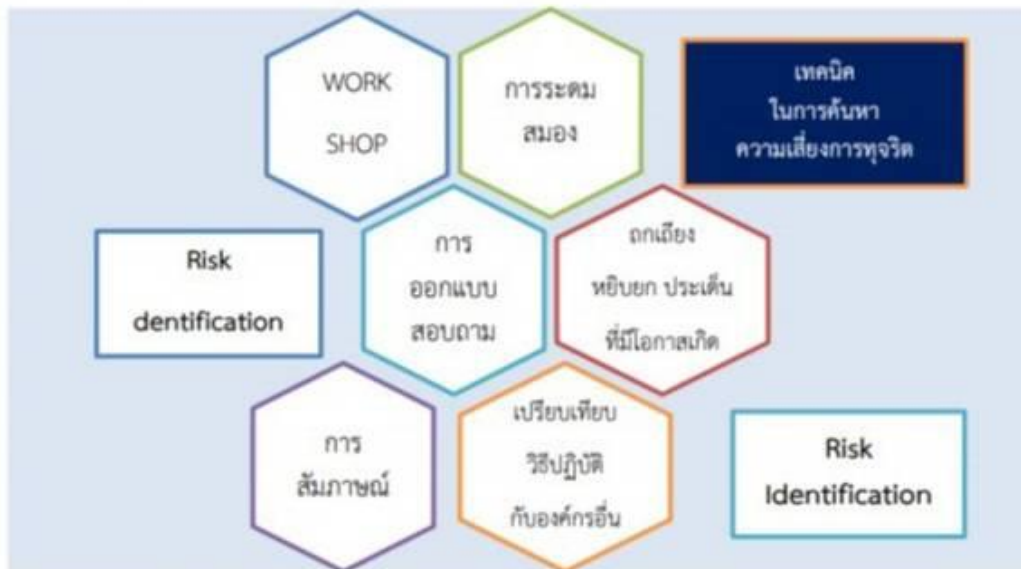 WORK
SHOP
การระดม
สมอง
เทคนิค
ในการค้นหา
ความเสี่ยงการทุจริต
Risk
dentification
การ
ออกแบบ
สอบถาม
ถกเถียง
หยิบยก ประเด็น
ที่มีโอกาสเกิด
การ
สัมภาษณ์
เปรียบเทียบ
วิธีปฏิบัติ
กับองค์กรอื่น
Risk
Identification